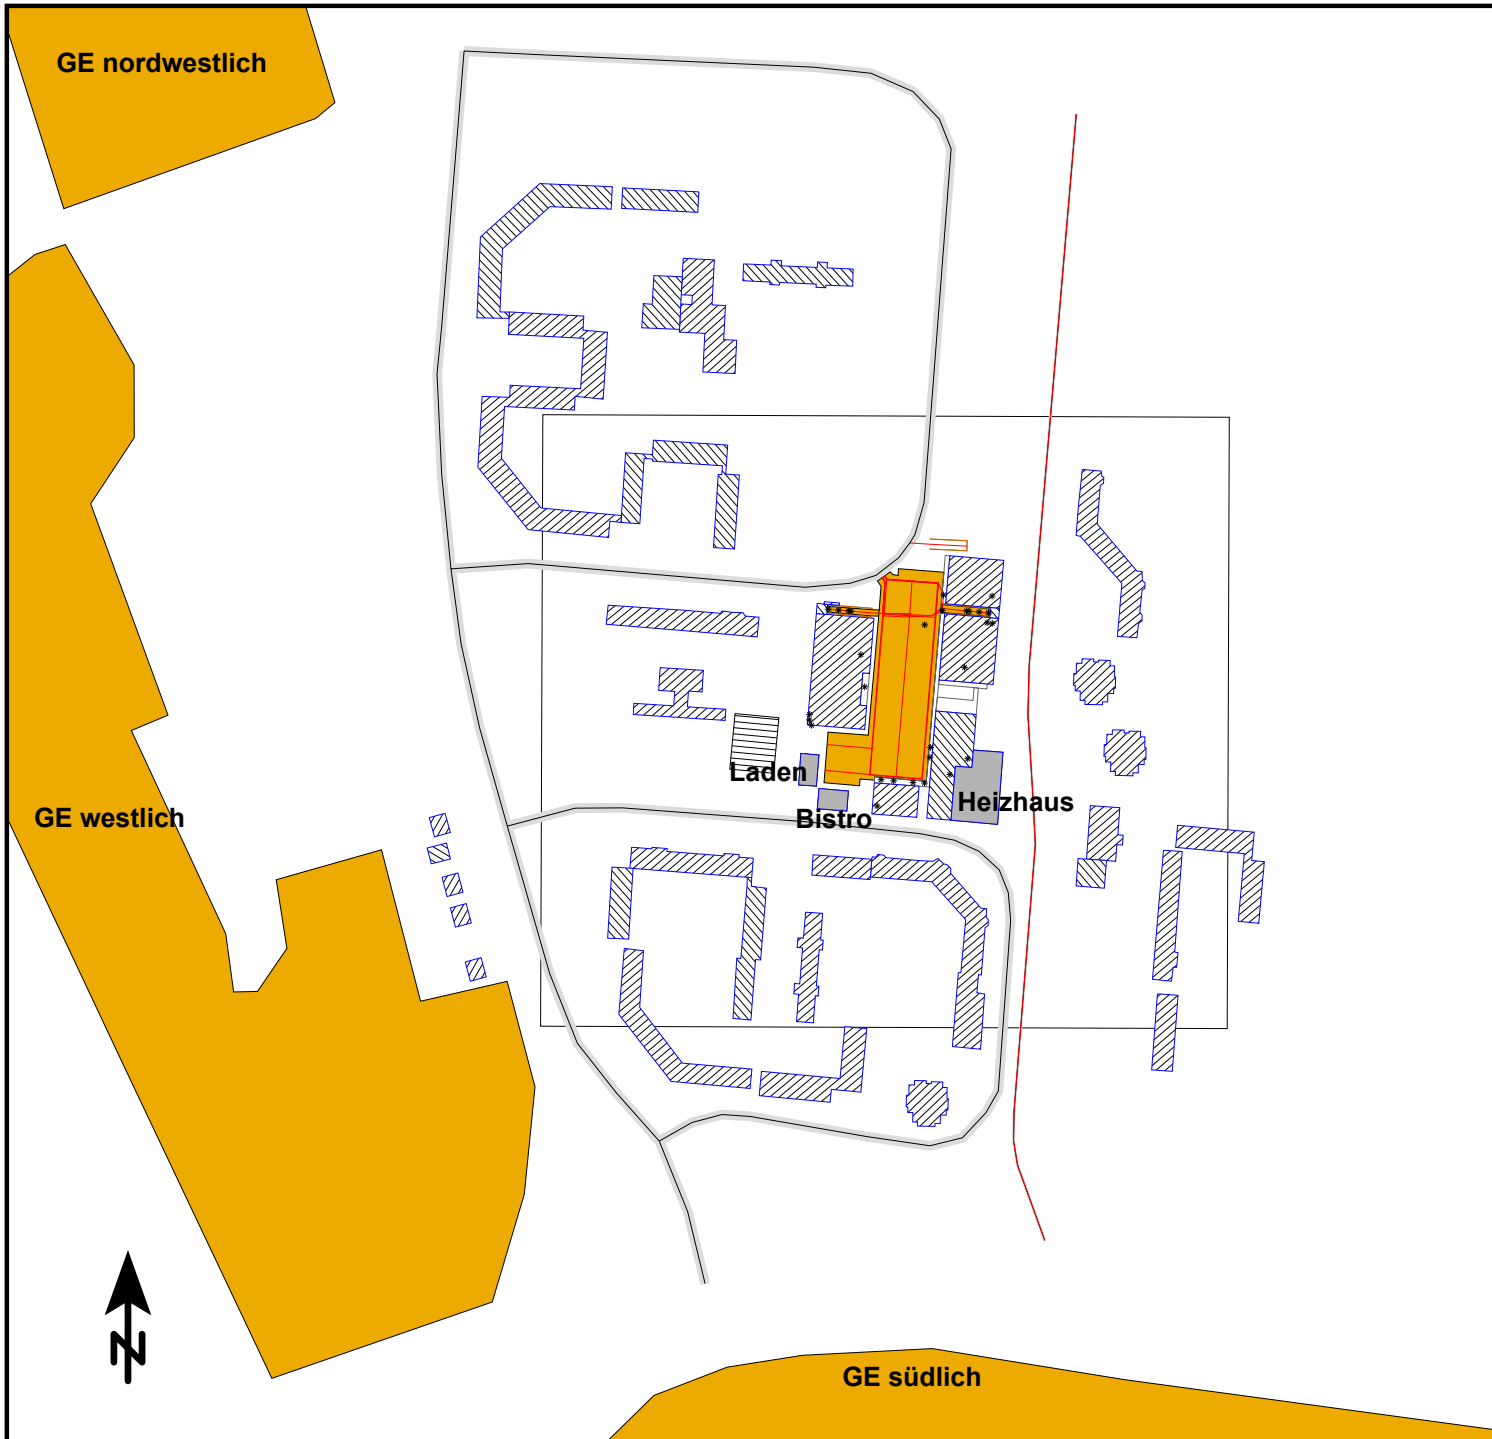 GE nordwestlich
Laden
Heizhaus
GE westlich
Bistro
GE südlich
N